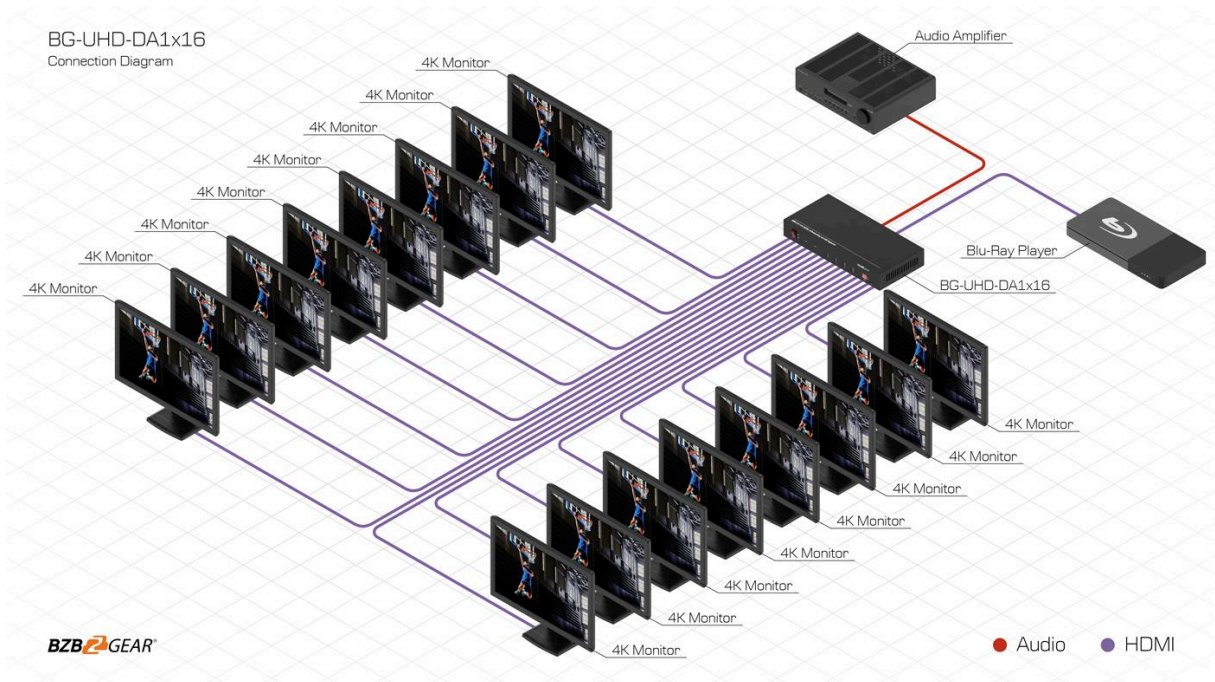 BG-UHD-DA1x16
Connection Diagram
Audio Amplifier
4K Monitor
4K Monitor
4K Monitor
4K Monitor
4K Monitor
4K Monitor
4K Monitor
4K Monitor
Blu-Ray Player
BG-UHD-DA1x16
4K Monitor
4K Monitor
4K Monitor
4K Monitor
4K Monitor
4K Monitor
4K Monitor
4K Monitor
BZB2GEAR®
Audio
HDMI